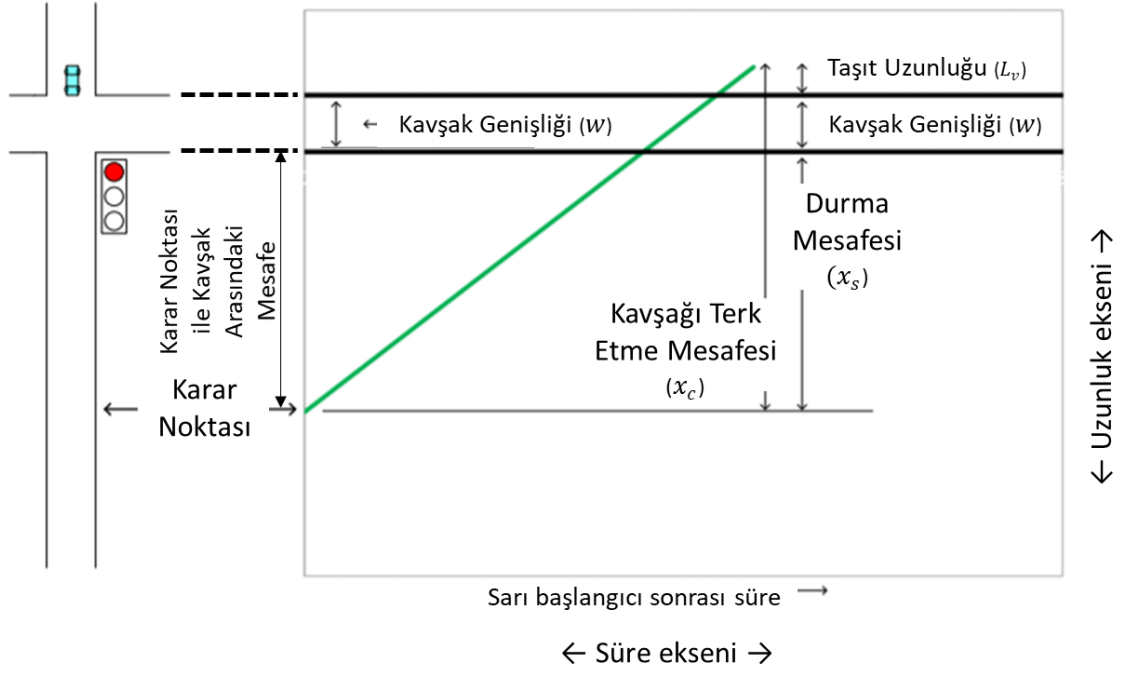 Taşıt Uzunluğu (Lᵥ)
← Kavşak Genişliği (w)
Kavşak Genişliği (w)
Karar Noktası
ile Kavşak
Arasındaki
Mesafe
Durma
Mesafesi
(xₛ)
Kavşağı Terk
Etme Mesafesi
(x꜀)
Karar
Noktası
← Uzunluk ekseni →
Sarı başlangıcı sonrası süre →
← Süre ekseni →